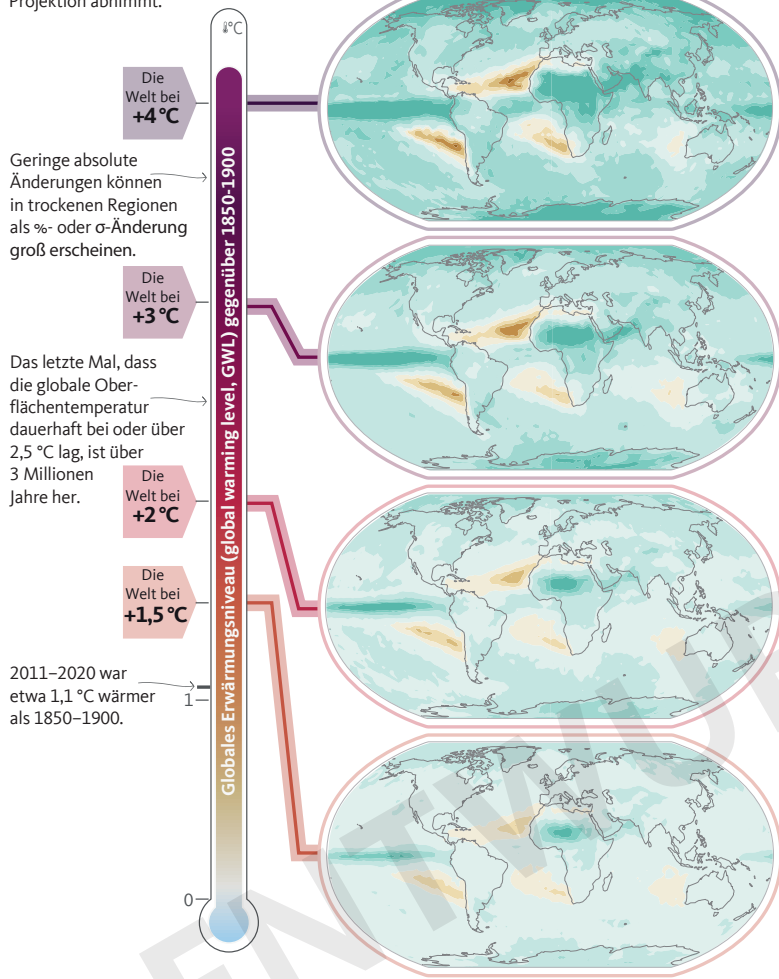 Projektion abnimmt.
°C
Die
Welt bei
+4 °C
Geringe absolute
Änderungen können
in trockenen Regionen
als %- oder σ-Änderung
groß erscheinen.
Die
Welt bei
+3 °C
Das letzte Mal, dass
die globale Ober-
flächentemperatur
dauerhaft bei oder über
2,5 °C lag, ist über
3 Millionen
Jahre her.
Die
Welt bei
+2 °C
Die
Welt bei
+1,5 °C
2011–2020 war
etwa 1,1 °C wärmer
als 1850–1900.
1
0
Globales Erwärmungsniveau (global warming level, GWL) gegenüber 1850-1900
ENTWU